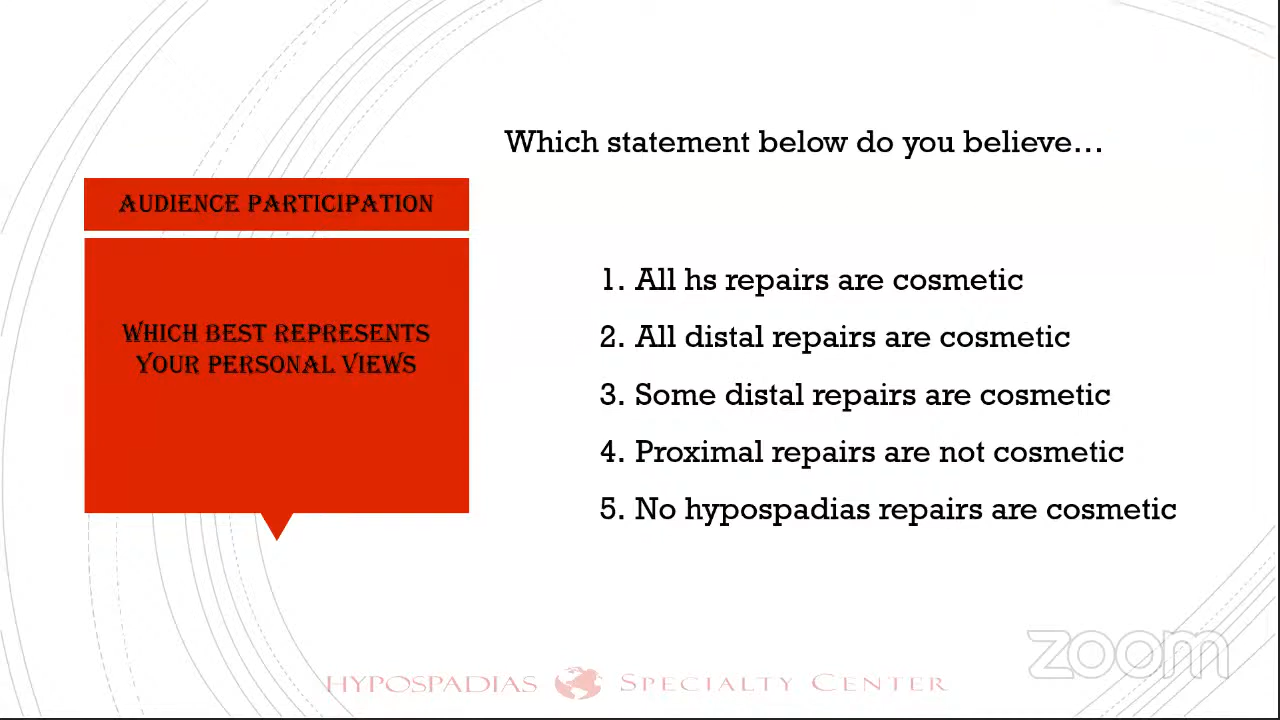 Which statement below do you believe…
AUDIENCE PARTICIPATION
WHICH BEST REPRESENTS
YOUR PERSONAL VIEWS
1. All hs repairs are cosmetic
2. All distal repairs are cosmetic
3. Some distal repairs are cosmetic
4. Proximal repairs are not cosmetic
5. No hypospadias repairs are cosmetic
HYPOSPADIAS SPECIALTY CENTER
zoom